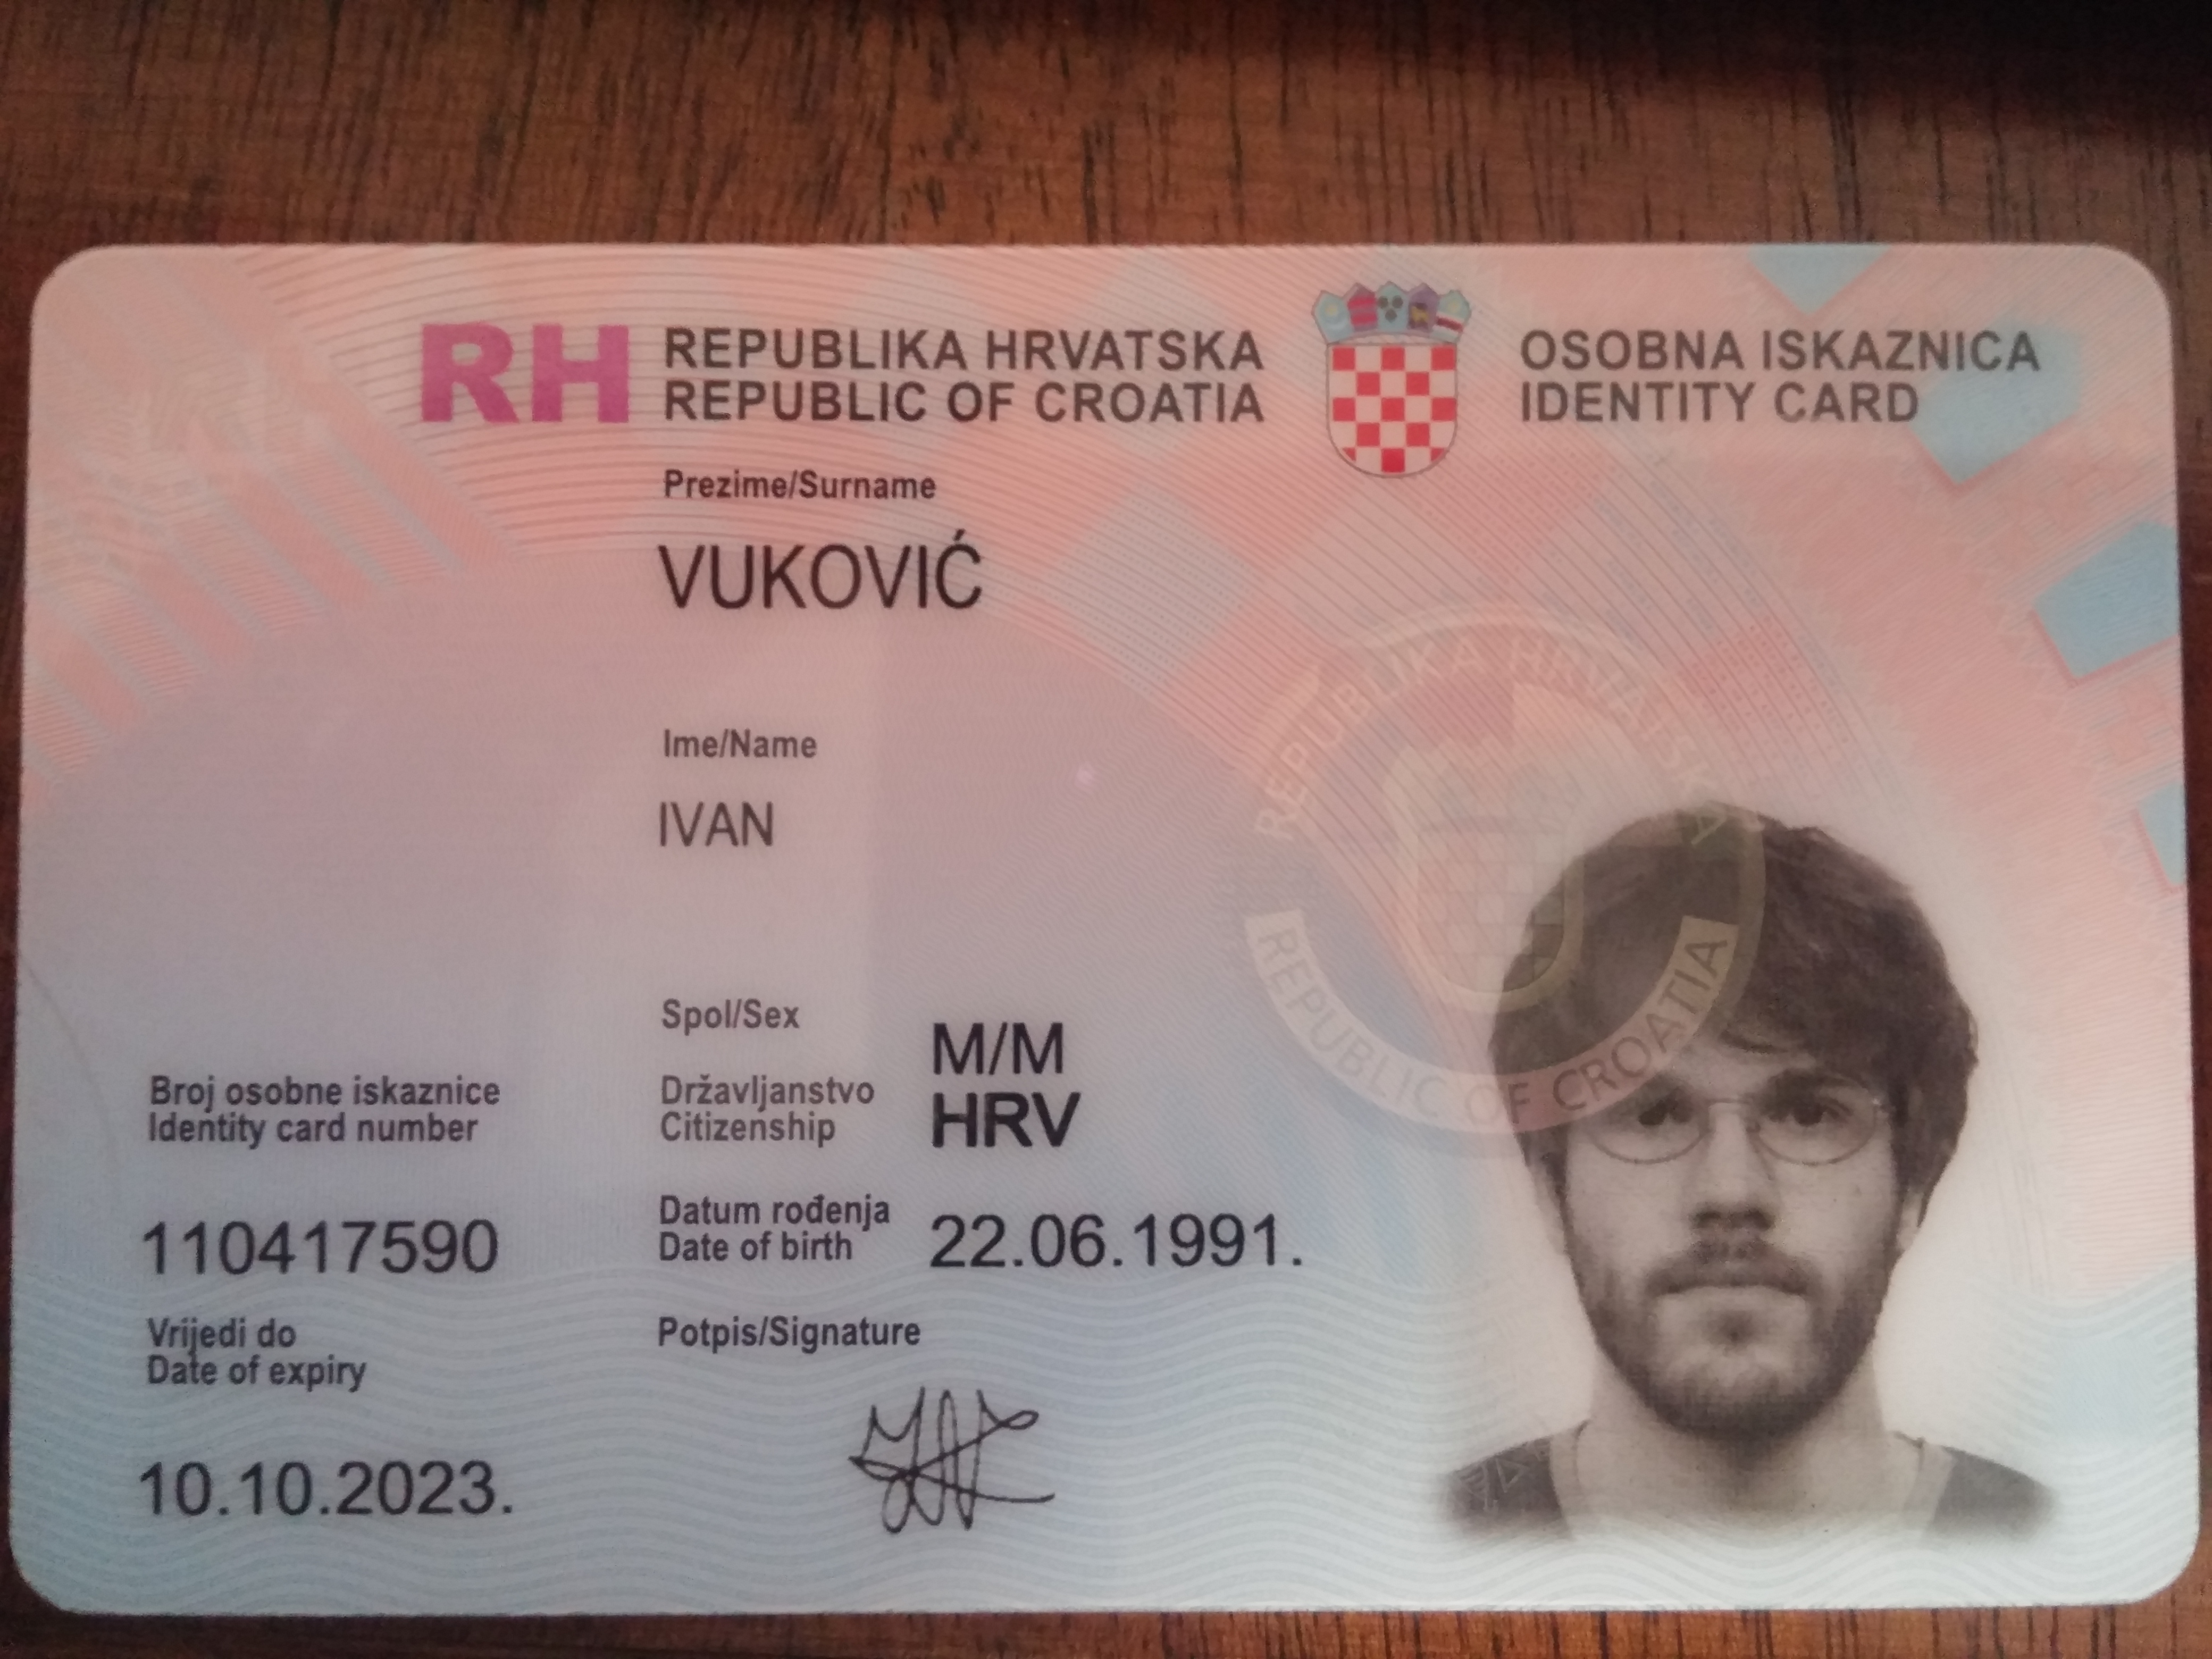 RH REPUBLIKA HRVATSKA
REPUBLIC OF CROATIA
OSOBNA ISKAZNICA
IDENTITY CARD
Prezime/Surname
VUKOVIĆ
Ime/Name
IVAN
REPUBLIKA HRVATSKA
REPUBLIC OF CROATIA
Spol/Sex
M/M
Državljanstvo
Citizenship
HRV
Broj osobne iskaznice
Identity card number
110417590
Datum rođenja
Date of birth
22.06.1991.
Vrijedi do
Date of expiry
10.10.2023.
Potpis/Signature